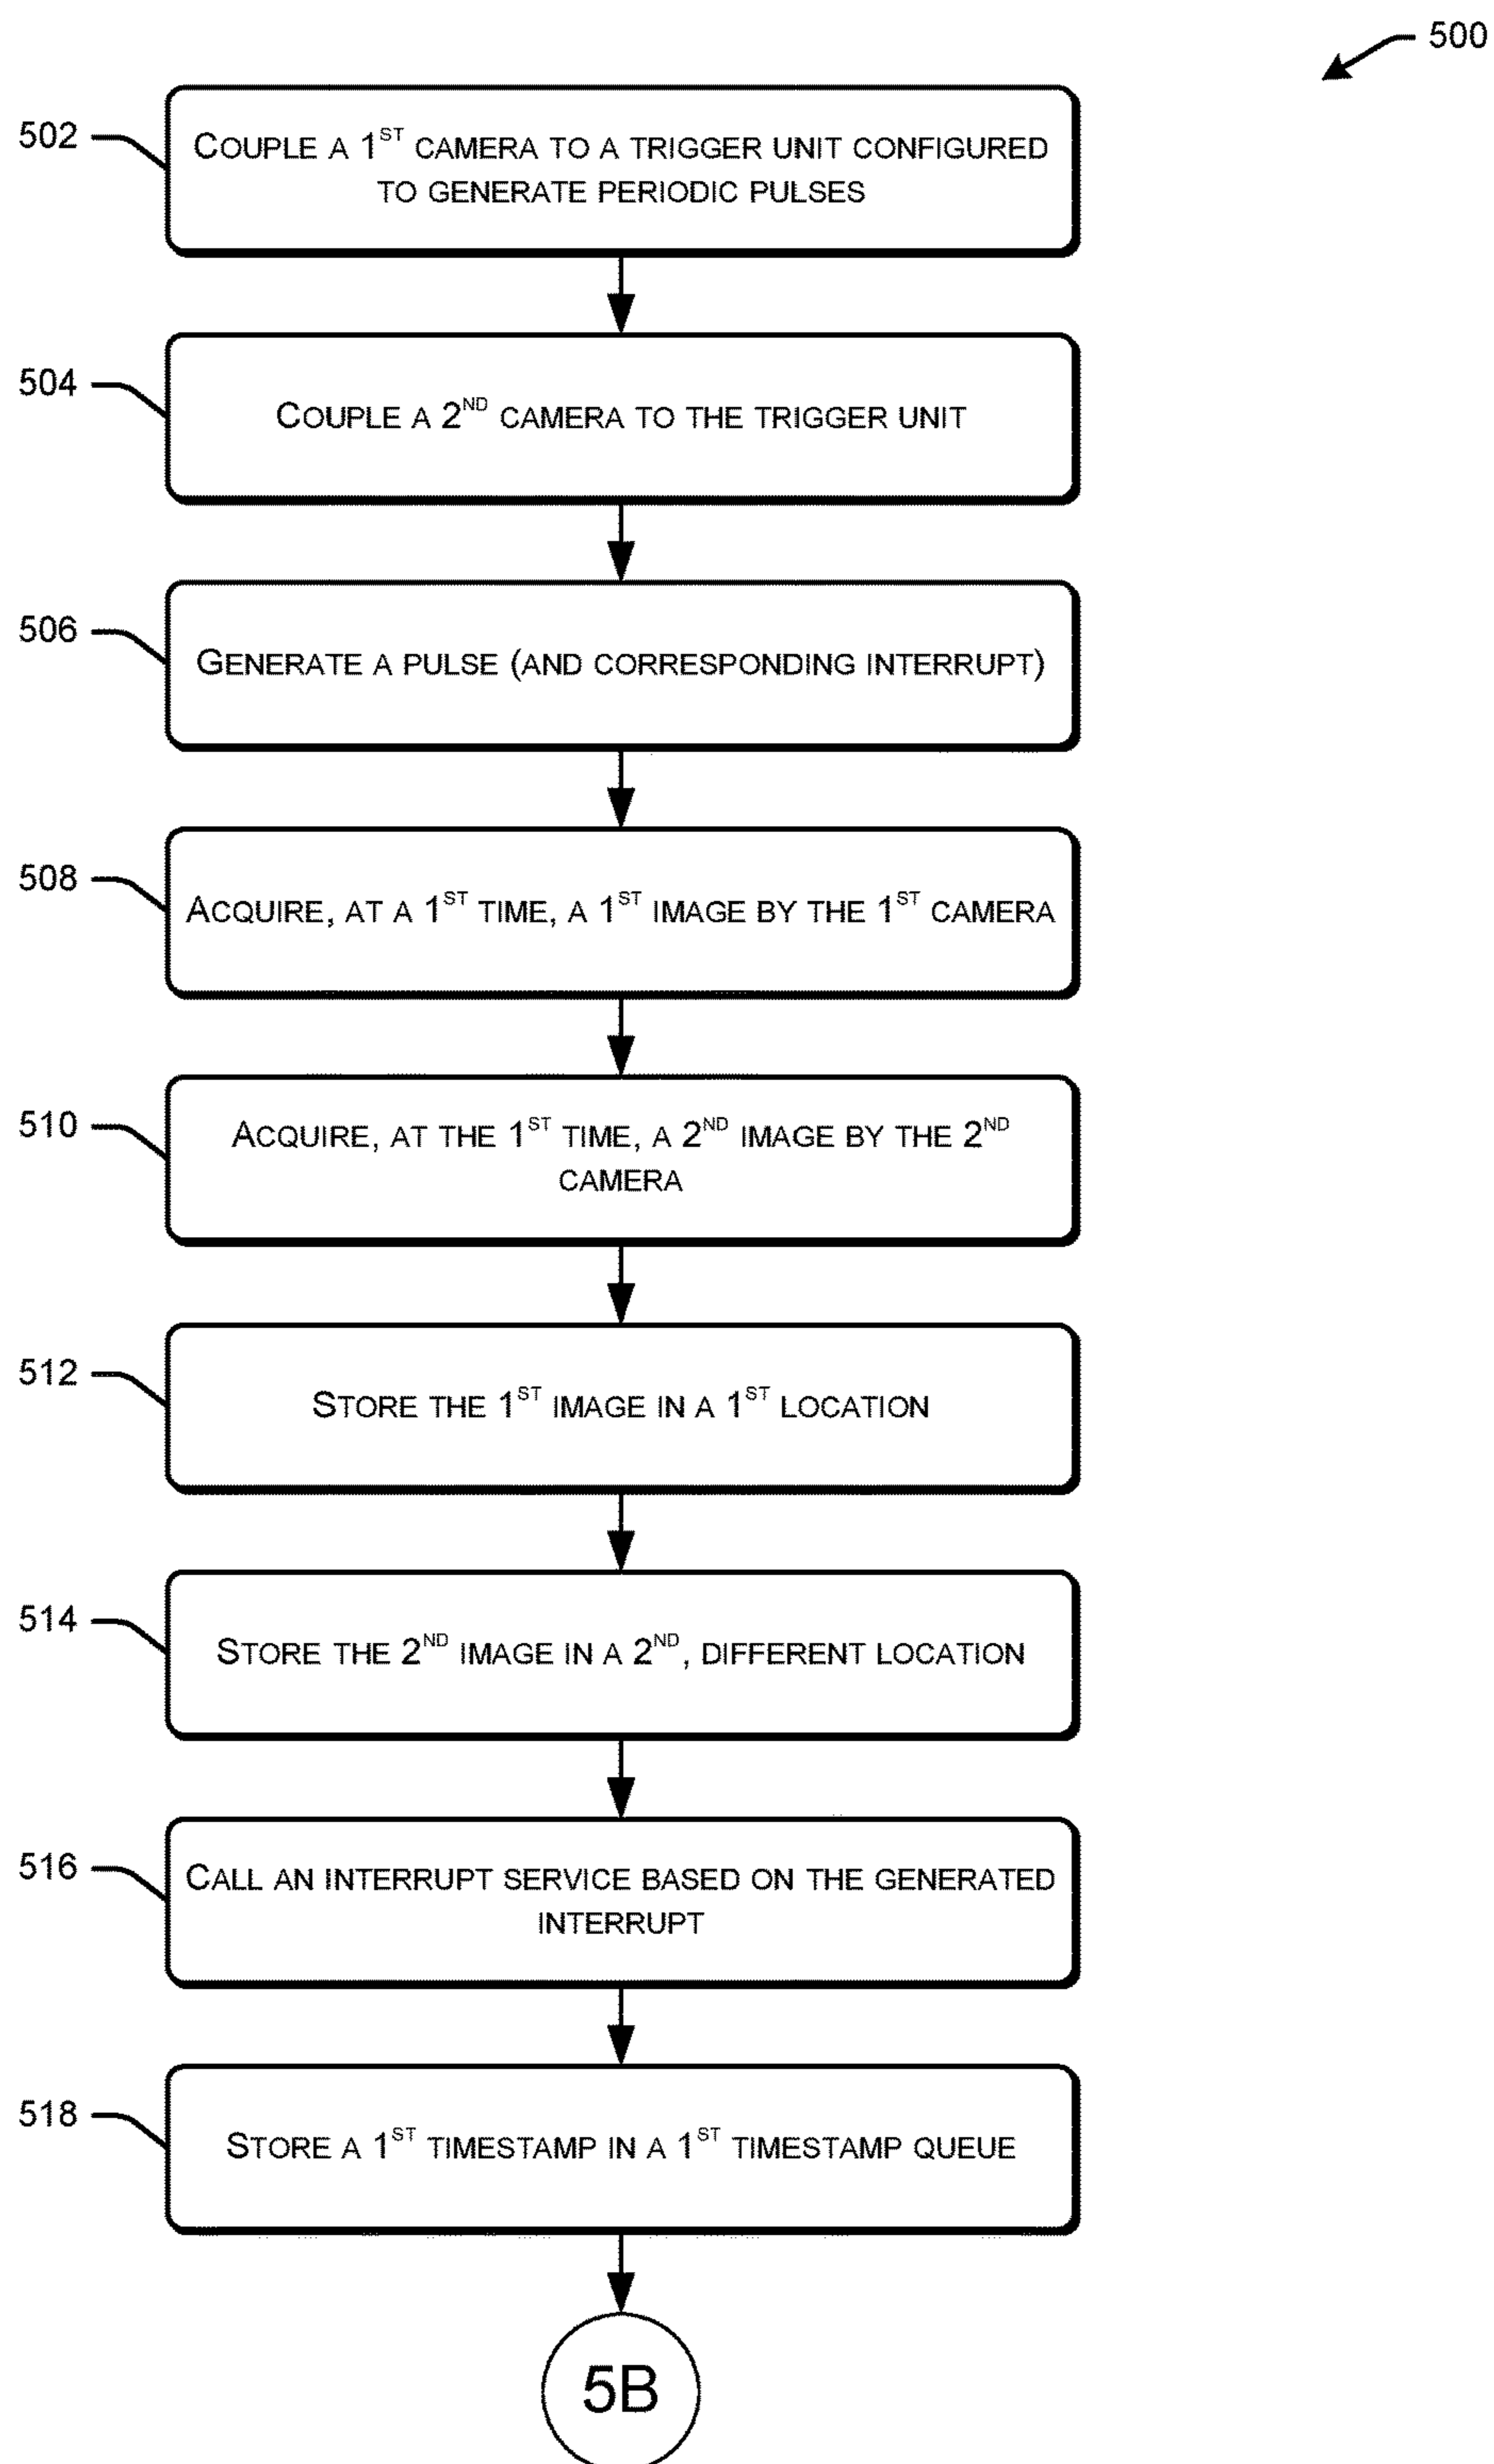 500
502
COUPLE A 1ST CAMERA TO A TRIGGER UNIT CONFIGURED
TO GENERATE PERIODIC PULSES
504
COUPLE A 2ND CAMERA TO THE TRIGGER UNIT
506
GENERATE A PULSE (AND CORRESPONDING INTERRUPT)
508
ACQUIRE, AT A 1ST TIME, A 1ST IMAGE BY THE 1ST CAMERA
510
ACQUIRE, AT THE 1ST TIME, A 2ND IMAGE BY THE 2ND
CAMERA
512
STORE THE 1ST IMAGE IN A 1ST LOCATION
514
STORE THE 2ND IMAGE IN A 2ND, DIFFERENT LOCATION
516
CALL AN INTERRUPT SERVICE BASED ON THE GENERATED
INTERRUPT
518
STORE A 1ST TIMESTAMP IN A 1ST TIMESTAMP QUEUE
5B